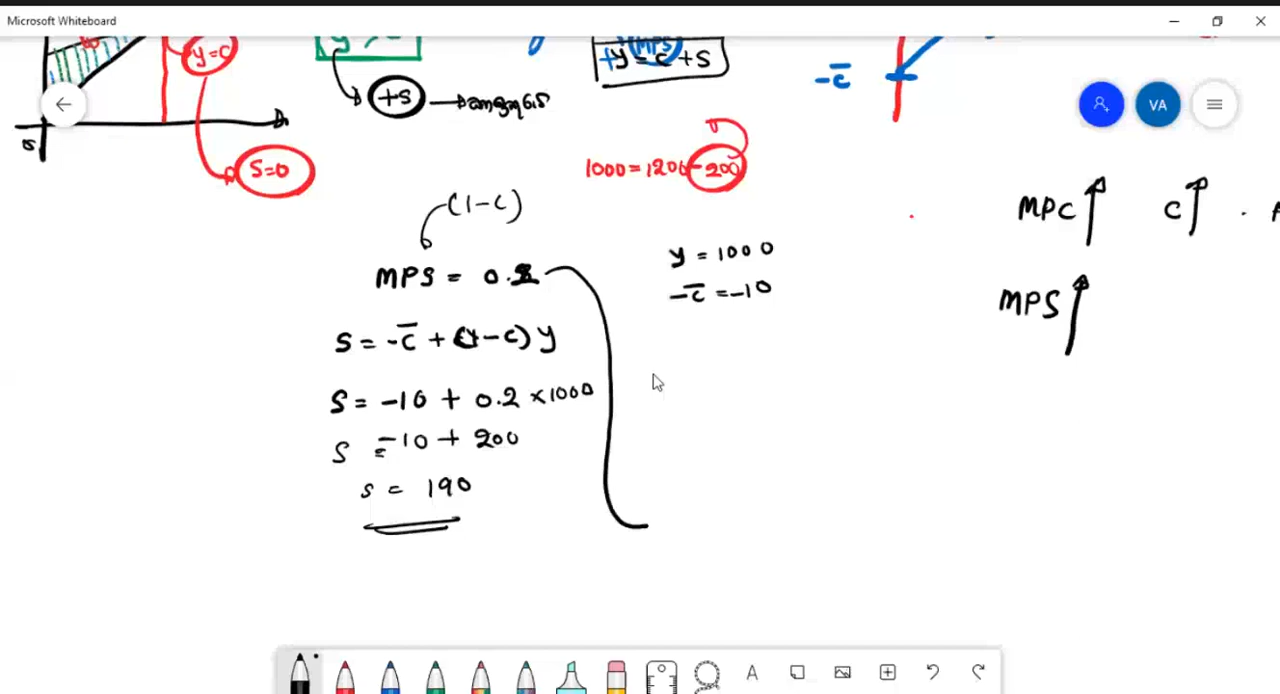 Microsoft Whiteboard
y=c
MPS
+y = c + s
-c̄
+s
s=0
1000 = 1200 - 200
VA
(1-c)
MPC C
MPS = 0.2
y = 1000
-c̄ = -10
MPS
s = -c̄ + (1-c) y
s = -10 + 0.2 × 1000
s = -10 + 200
s = 190
A